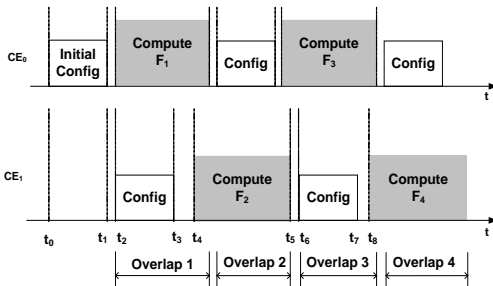 CE0
Initial
Config
Compute
F1
Config
Compute
F3
Config
t
CE1
Config
Compute
F2
Config
Compute
F4
t
t0 t1 t2 t3 t4 t5 t6 t7 t8
Overlap 1 Overlap 2 Overlap 3 Overlap 4